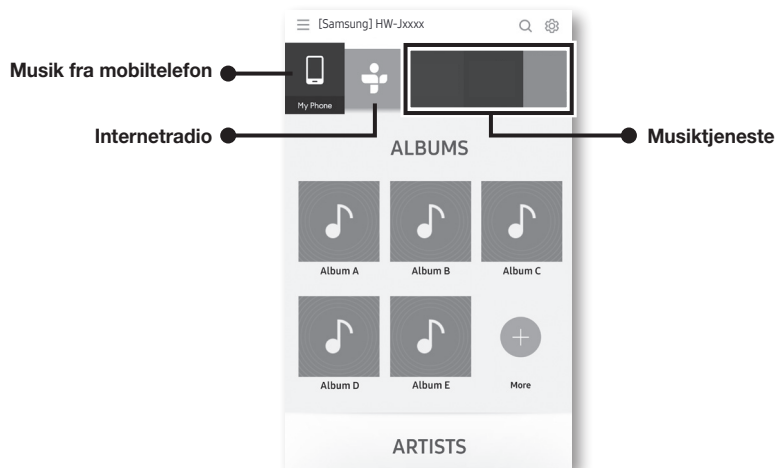 [Samsung] HW-Jxxxx
Musik fra mobiltelefon
My Phone
Internetradio
Musiktjeneste
ALBUMS
Album A Album B Album C
Album D Album E More
ARTISTS